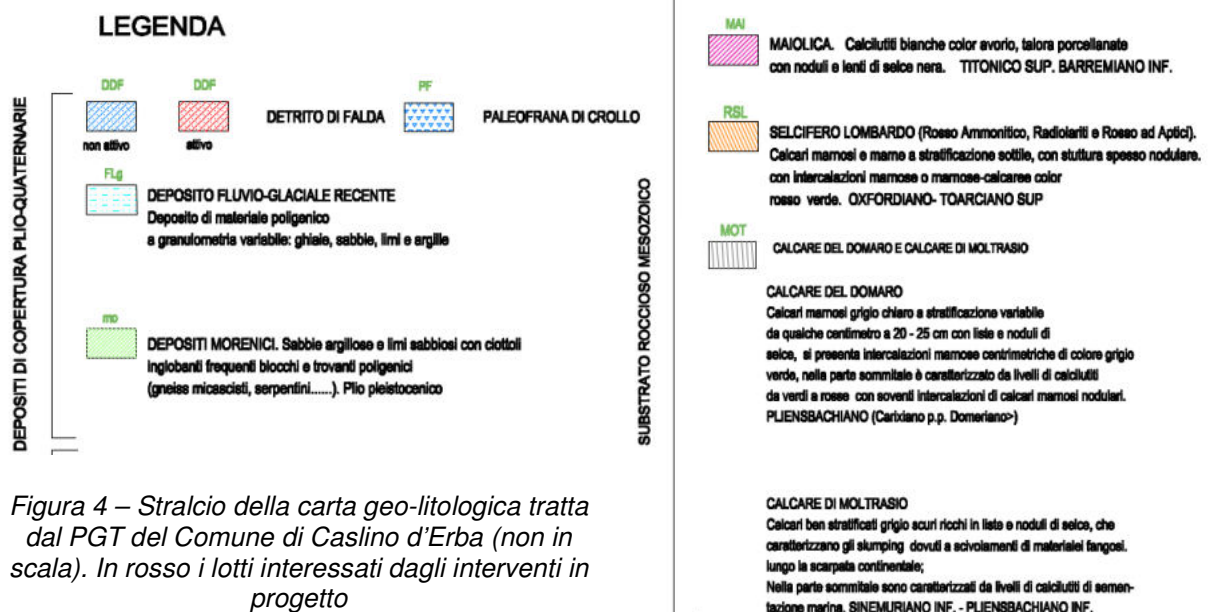 LEGENDA
DEPOSITI DI COPERTURA PLIO-QUATERNARIE
DDF
DDF
PF
DETRITO DI FALDA
PALEOFRANA DI CROLLO
non attivo
attivo
FLg
DEPOSITO FLUVIO-GLACIALE RECENTE
Deposito di materiale poligenico
a granulometria variabile: ghiaie, sabbie, limi e argille
mo
DEPOSITI MORENICI. Sabbie argillose e limi sabbiosi con ciottoli
inglobanti frequenti blocchi e trovanti poligenici
(gneiss micascisti, serpentini......). Plio pleistocenico
Figura 4 – Stralcio della carta geo-litologica tratta
dal PGT del Comune di Caslino d'Erba (non in
scala). In rosso i lotti interessati dagli interventi in
progetto
SUBSTRATO ROCCIOSO MESOZOICO
MAI
MAIOLICA. Calcilutiti bianche color avorio, talora porcellanate
con noduli e lenti di selce nera. TITONICO SUP. BARREMIANO INF.
RSL
SELCIFERO LOMBARDO (Rosso Ammonitico, Radiolariti e Rosso ad Aptici).
Calcari marnosi e marne a stratificazione sottile, con stuttura spesso nodulare.
con intercalazioni marnose o marnose-calcaree color
rosso verde. OXFORDIANO- TOARCIANO SUP
MOT
CALCARE DEL DOMARO E CALCARE DI MOLTRASIO
CALCARE DEL DOMARO
Calcari marnosi grigio chiaro a stratificazione variabile
da qualche centimetro a 20 - 25 cm con liste e noduli di
selce, si presenta intercalazioni marnose centrimetriche di colore grigio
verde, nella parte sommitale è caratterizzato da livelli di calcilutiti
da verdi a rosse con soventi intercalazioni di calcari marnosi nodulari.
PLIENSBACHIANO (Carixiano p.p. Domeriano>)
CALCARE DI MOLTRASIO
Calcari ben stratificati grigio scuri ricchi in liste e noduli di selce, che
caratterizzano gli slumping dovuti a scivolamenti di materialei fangosi.
lungo la scarpata continentale;
Nella parte sommitale sono caratterizzati da livelli di calcilutiti di semen-
tazione marina. SINEMURIANO INF. - PLIENSBACHIANO INF.